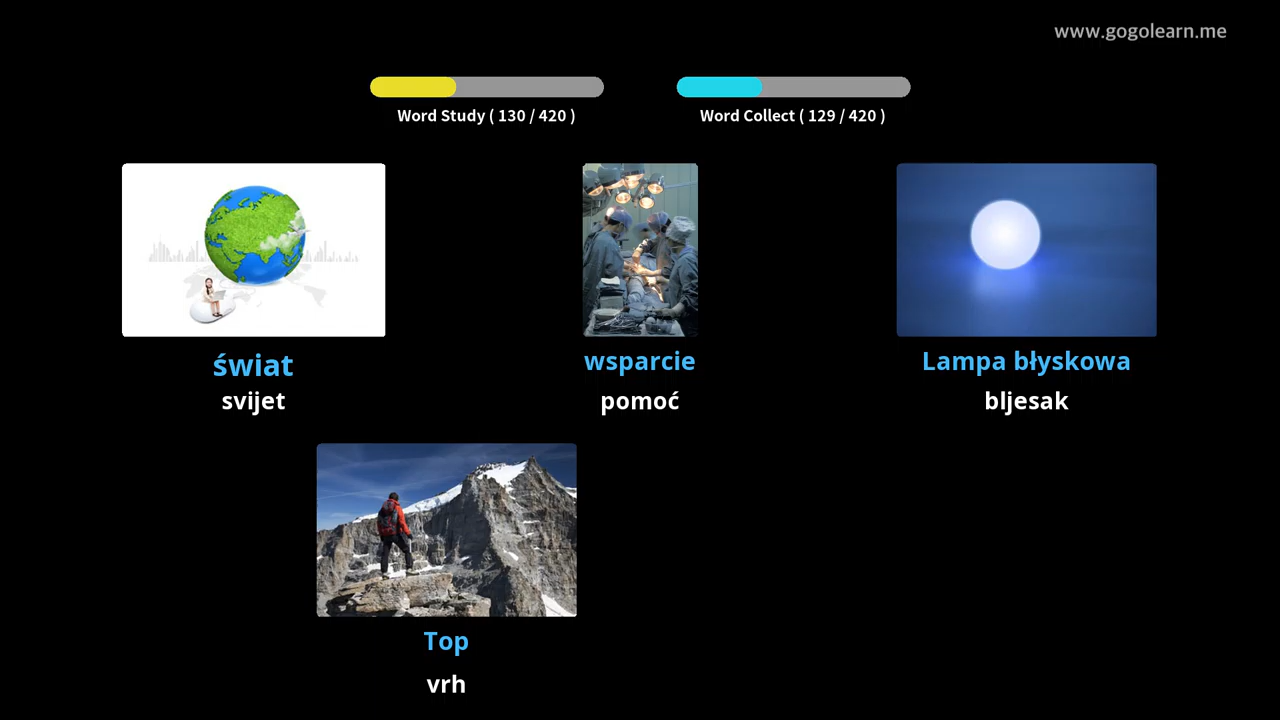 www.gogolearn.me
Word Study ( 130 / 420 )
Word Collect ( 129 / 420 )
świat
svijet
wsparcie
pomoć
Lampa błyskowa
bljesak
Top
vrh